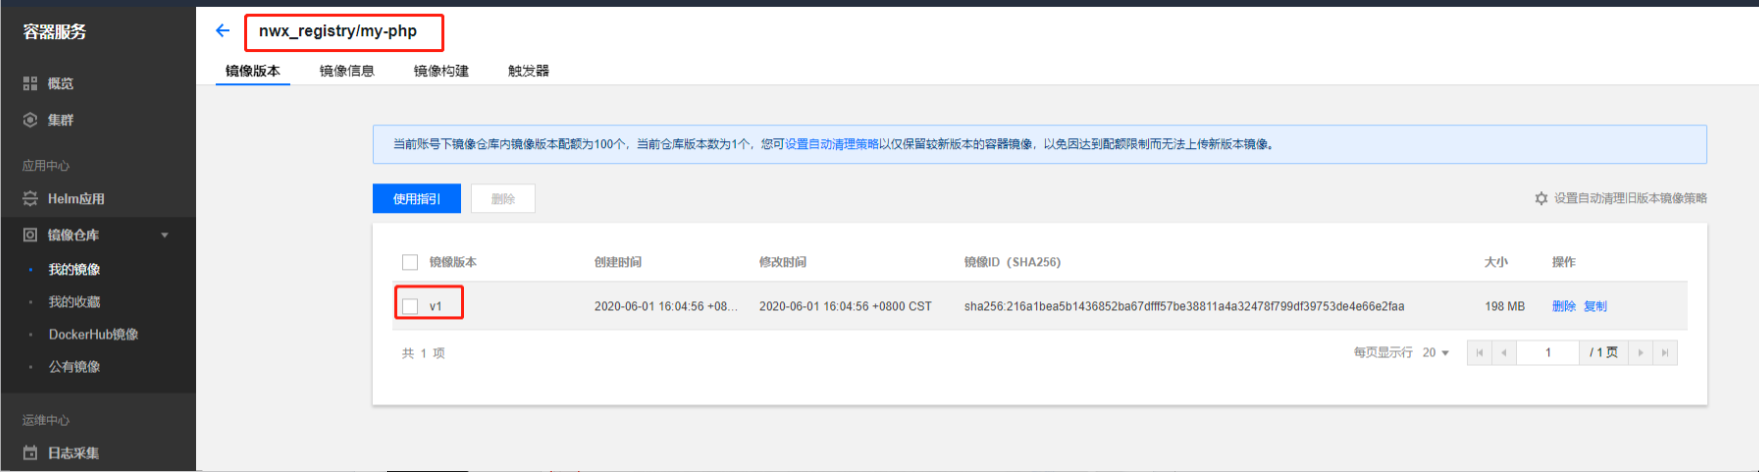 容器服务
概览
集群
应用中心
Helm应用
镜像仓库
我的镜像
我的收藏
DockerHub镜像
公有镜像
运维中心
日志采集
nwx_registry/my-php
镜像版本 镜像信息 镜像构建 触发器
当前账号下镜像仓库内镜像版本配额为100个，当前仓库版本数为1个，您可设置自动清理策略以仅保留较新版本的容器镜像，以免因达到配额限制而无法上传新版本镜像。
使用指引 删除 设置自动清理旧版本镜像策略
镜像版本 创建时间 修改时间 镜像ID（SHA256） 大小 操作
v1 2020-06-01 16:04:56 +08... 2020-06-01 16:04:56 +0800 CST sha256:216a1bea5b1436852ba67dfff57be38811a4a32478f799df39753de4e66e2faa 198 MB 删除 复制
共 1 项 每页显示行 20 1 / 1 页